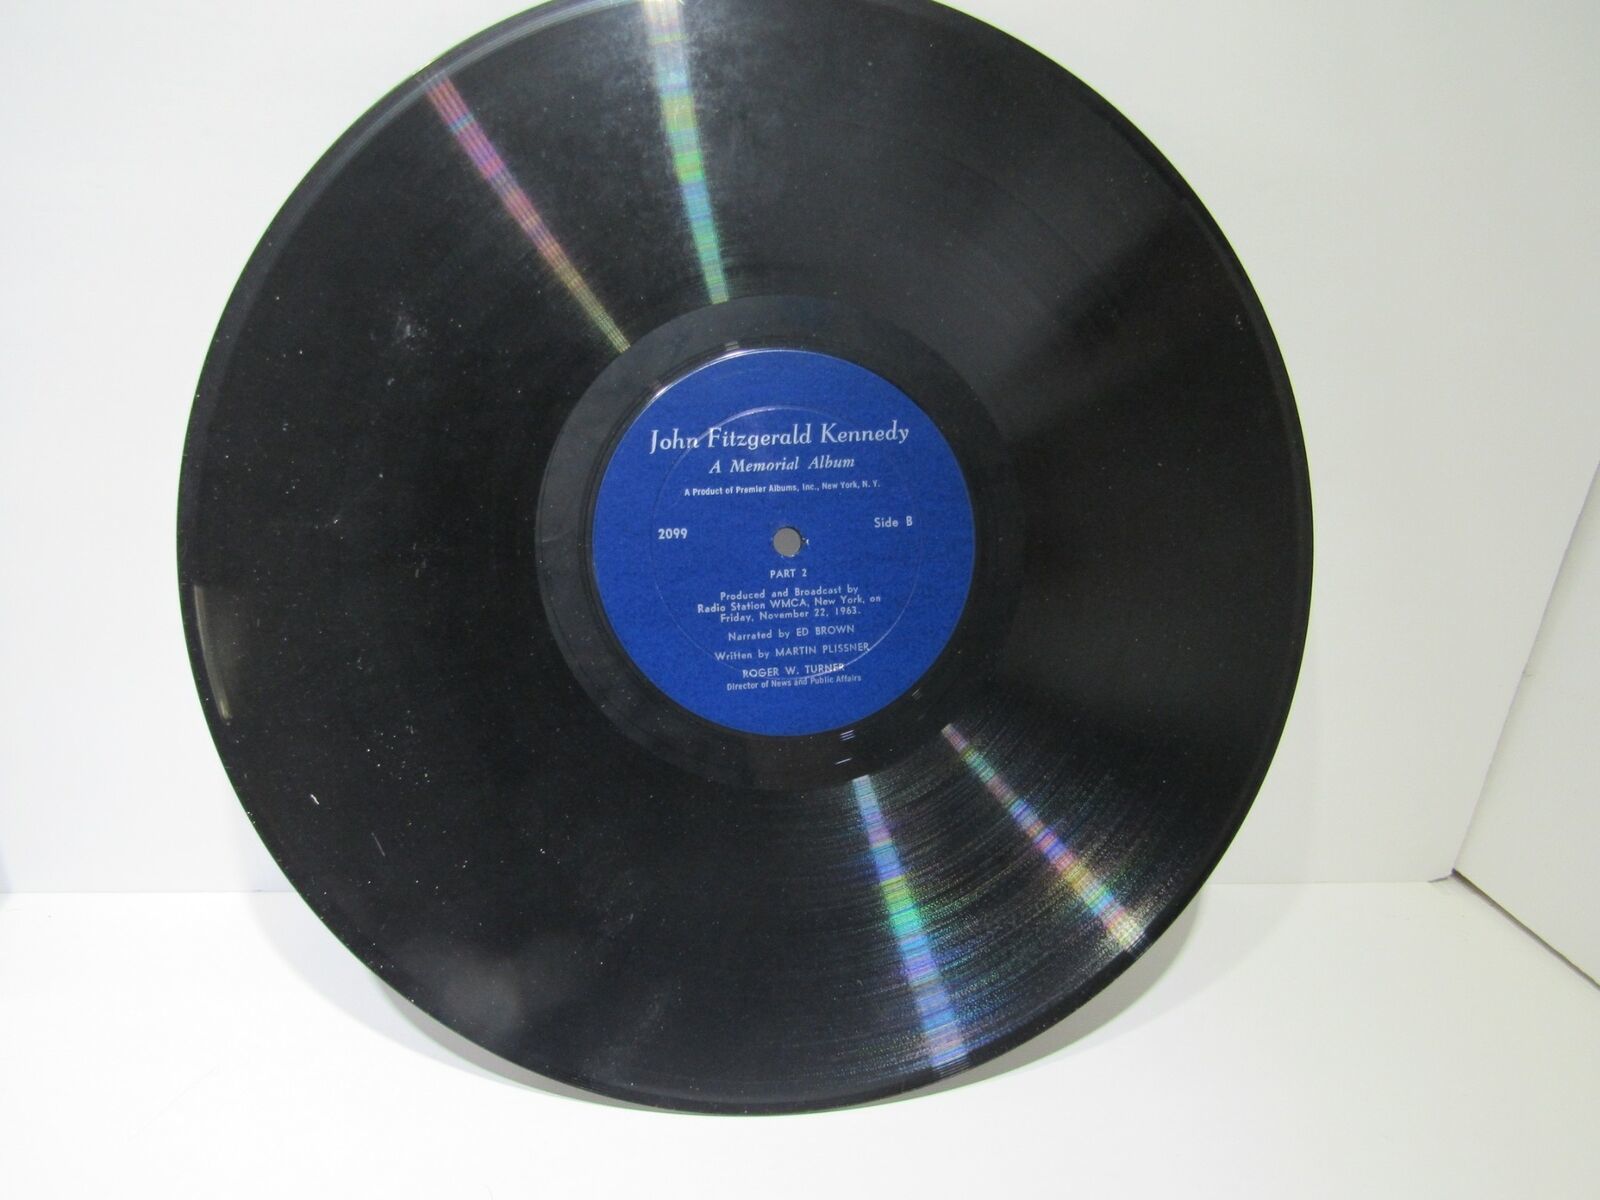 John Fitzgerald Kennedy
A Memorial Album
A Product of Premier Albums, Inc., New York, N. Y.
2099
Side B
PART 2
Produced and Broadcast by
Radio Station WMCA, New York, on
Friday, November 22, 1963.
Narrated by ED BROWN
Written by MARTIN PLISSNER
ROGER W. TURNER
Director of News and Public Affairs